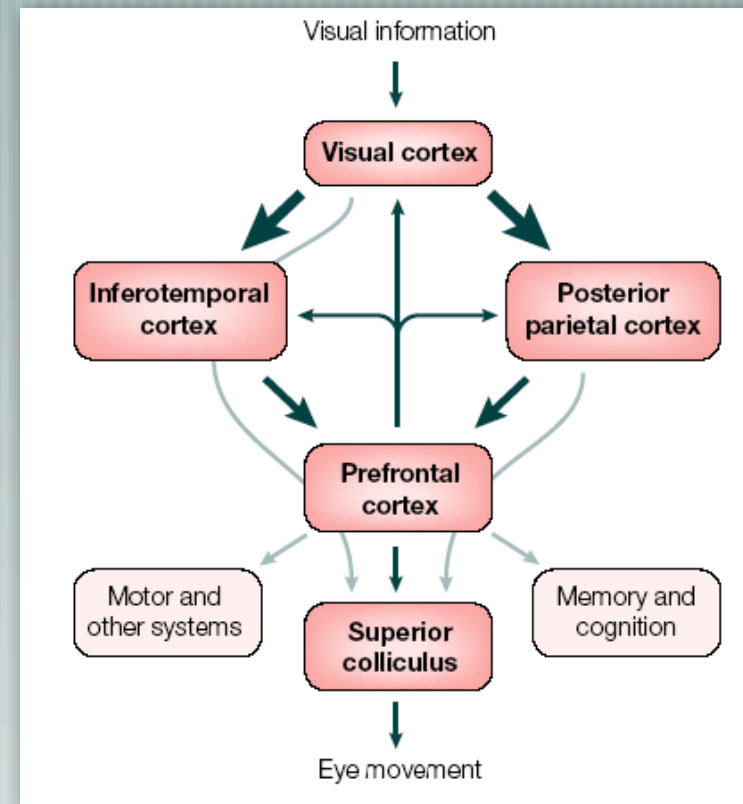 Visual information
Visual cortex
Inferotemporal
cortex
Posterior
parietal cortex
Prefrontal
cortex
Motor and
other systems
Superior
colliculus
Memory and
cognition
Eye movement